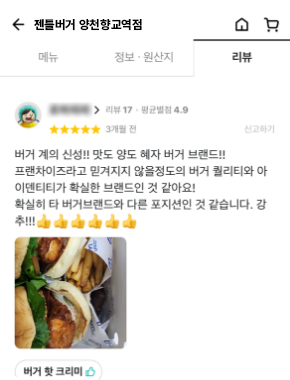 젠틀버거 양천향교역점
메뉴 정보 · 원산지 리뷰
리뷰 17 · 평균별점 4.9
3개월 전 신고하기
버거 계의 신성!! 맛도 양도 혜자 버거 브랜드!!
프랜차이즈라고 믿겨지지 않을정도의 버거 퀄리티와 아
이덴티티가 확실한 브랜드인 것 같아요!
확실히 타 버거브랜드와 다른 포지션인 것 같습니다. 강
추!!!👍👍👍👍👍👍
버거 핫 크리미